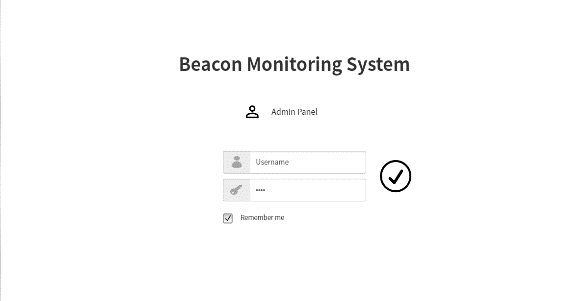 Beacon Monitoring System
Admin Panel
Username
••••
Remember me